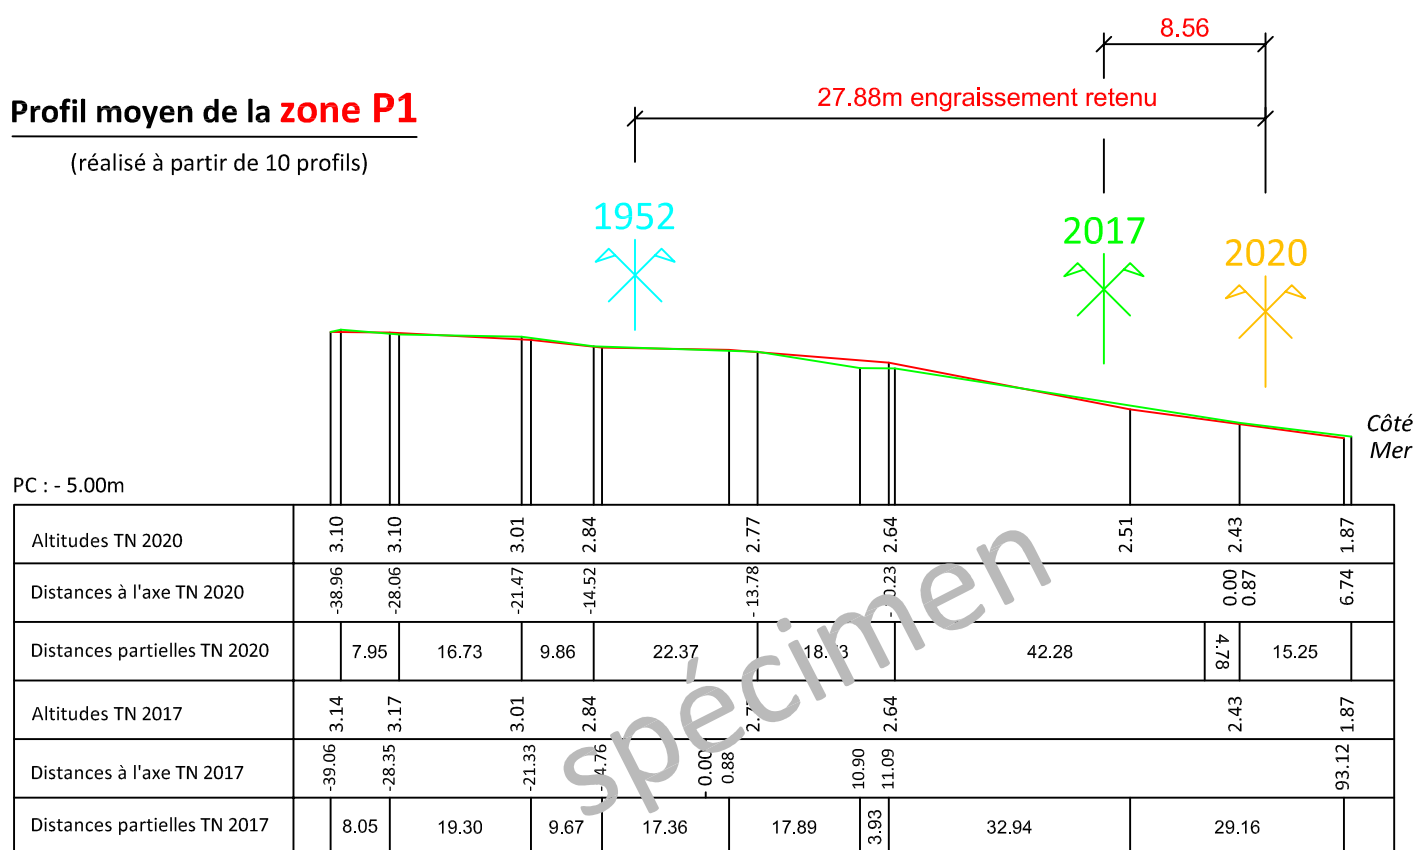 8.56
27.88m engraissement retenu
Profil moyen de la zone P1
(réalisé à partir de 10 profils)
1952
2017
2020
Côté
Mer
PC : - 5.00m
Altitudes TN 2020 3.10 3.10 3.01 2.84 2.77 2.64 2.51 2.43 1.87
Distances à l'axe TN 2020 -38.96 -28.06 -21.47 -14.52 -13.78 0.00 0.87 6.74
Distances partielles TN 2020 7.95 16.73 9.86 22.37 42.28 4.78 15.25
Altitudes TN 2017 3.14 3.17 3.01 2.84 2.64 2.43 1.87
Distances à l'axe TN 2017 -39.06 -28.35 -21.33 -0.00 0.88 10.90 11.09 93.12
Distances partielles TN 2017 8.05 19.30 9.67 17.36 17.89 3.93 32.94 29.16
spécimen